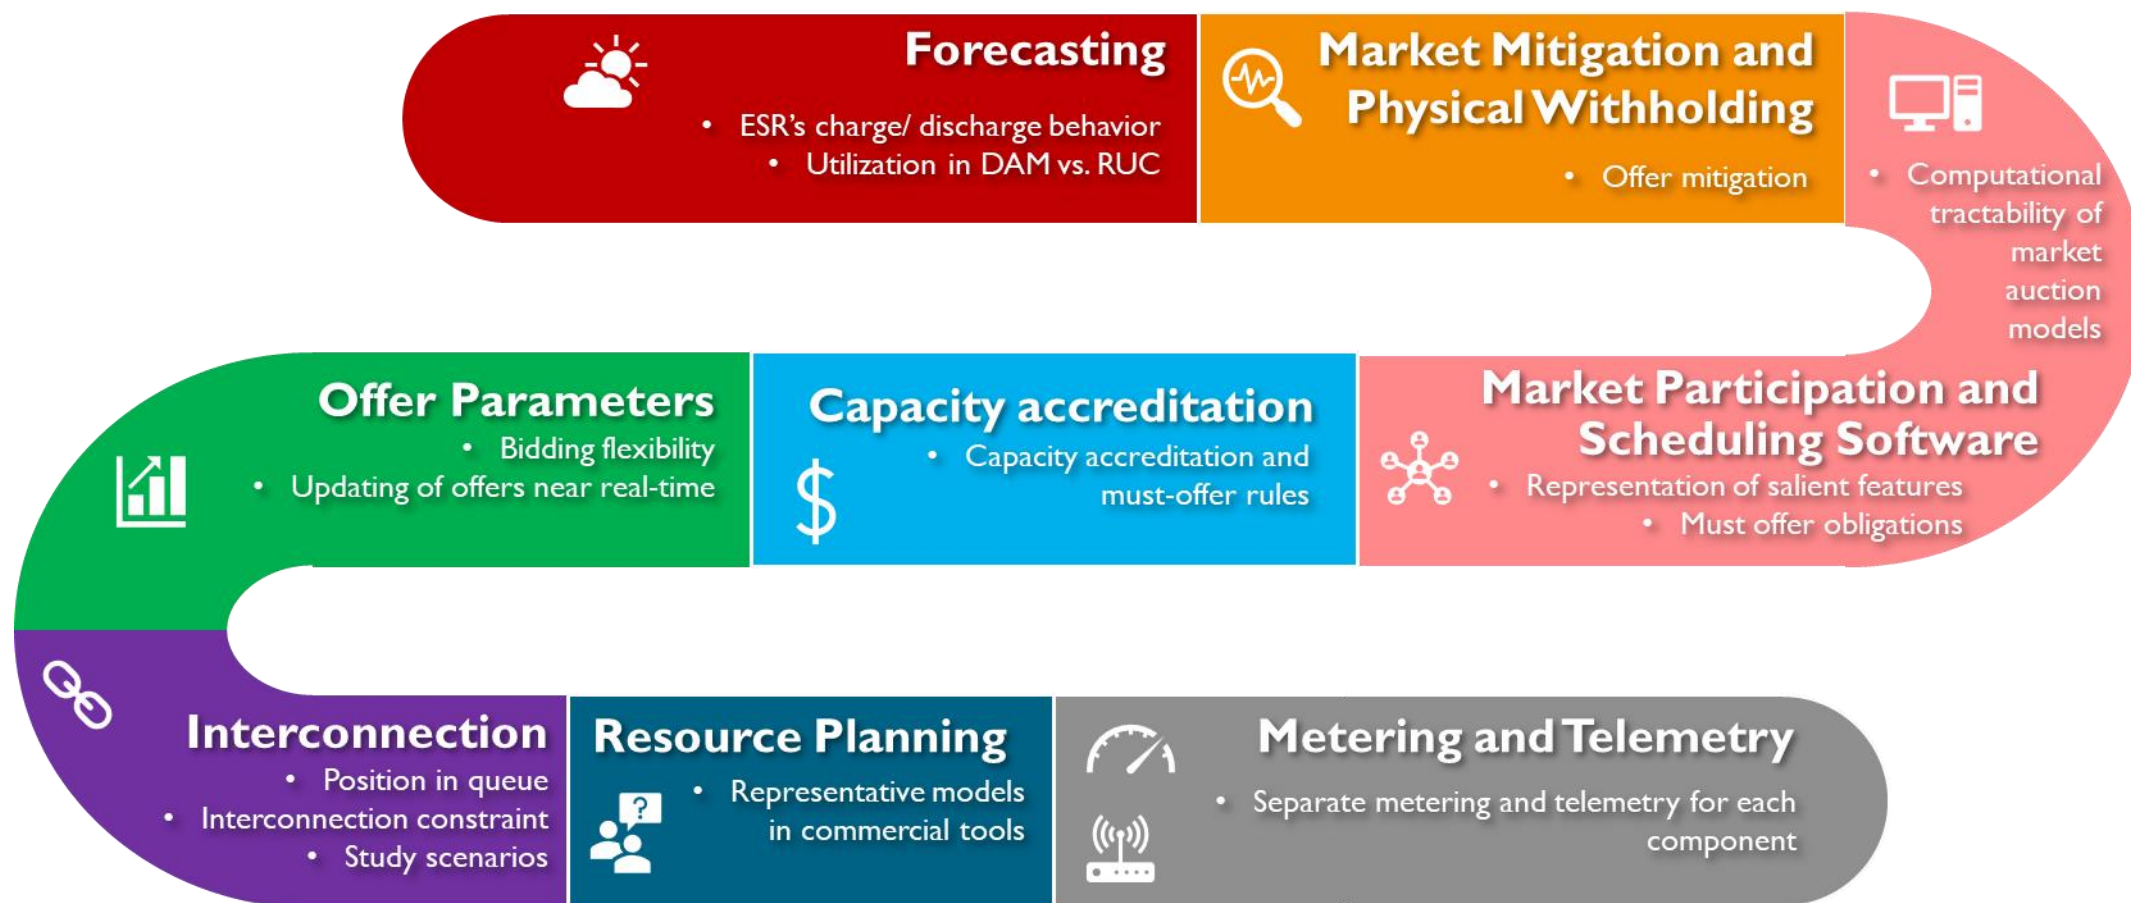 Forecasting
• ESR's charge/ discharge behavior
• Utilization in DAM vs. RUC
Market Mitigation and
Physical Withholding
• Offer mitigation
• Computational
tractability of
market
auction
models
Offer Parameters
• Bidding flexibility
• Updating of offers near real-time
Capacity accreditation
• Capacity accreditation and
must-offer rules
$
Market Participation and
Scheduling Software
• Representation of salient features
• Must offer obligations
Interconnection
• Position in queue
• Interconnection constraint
• Study scenarios
Resource Planning
• Representative models
in commercial tools
?
Metering and Telemetry
• Separate metering and telemetry for each
component